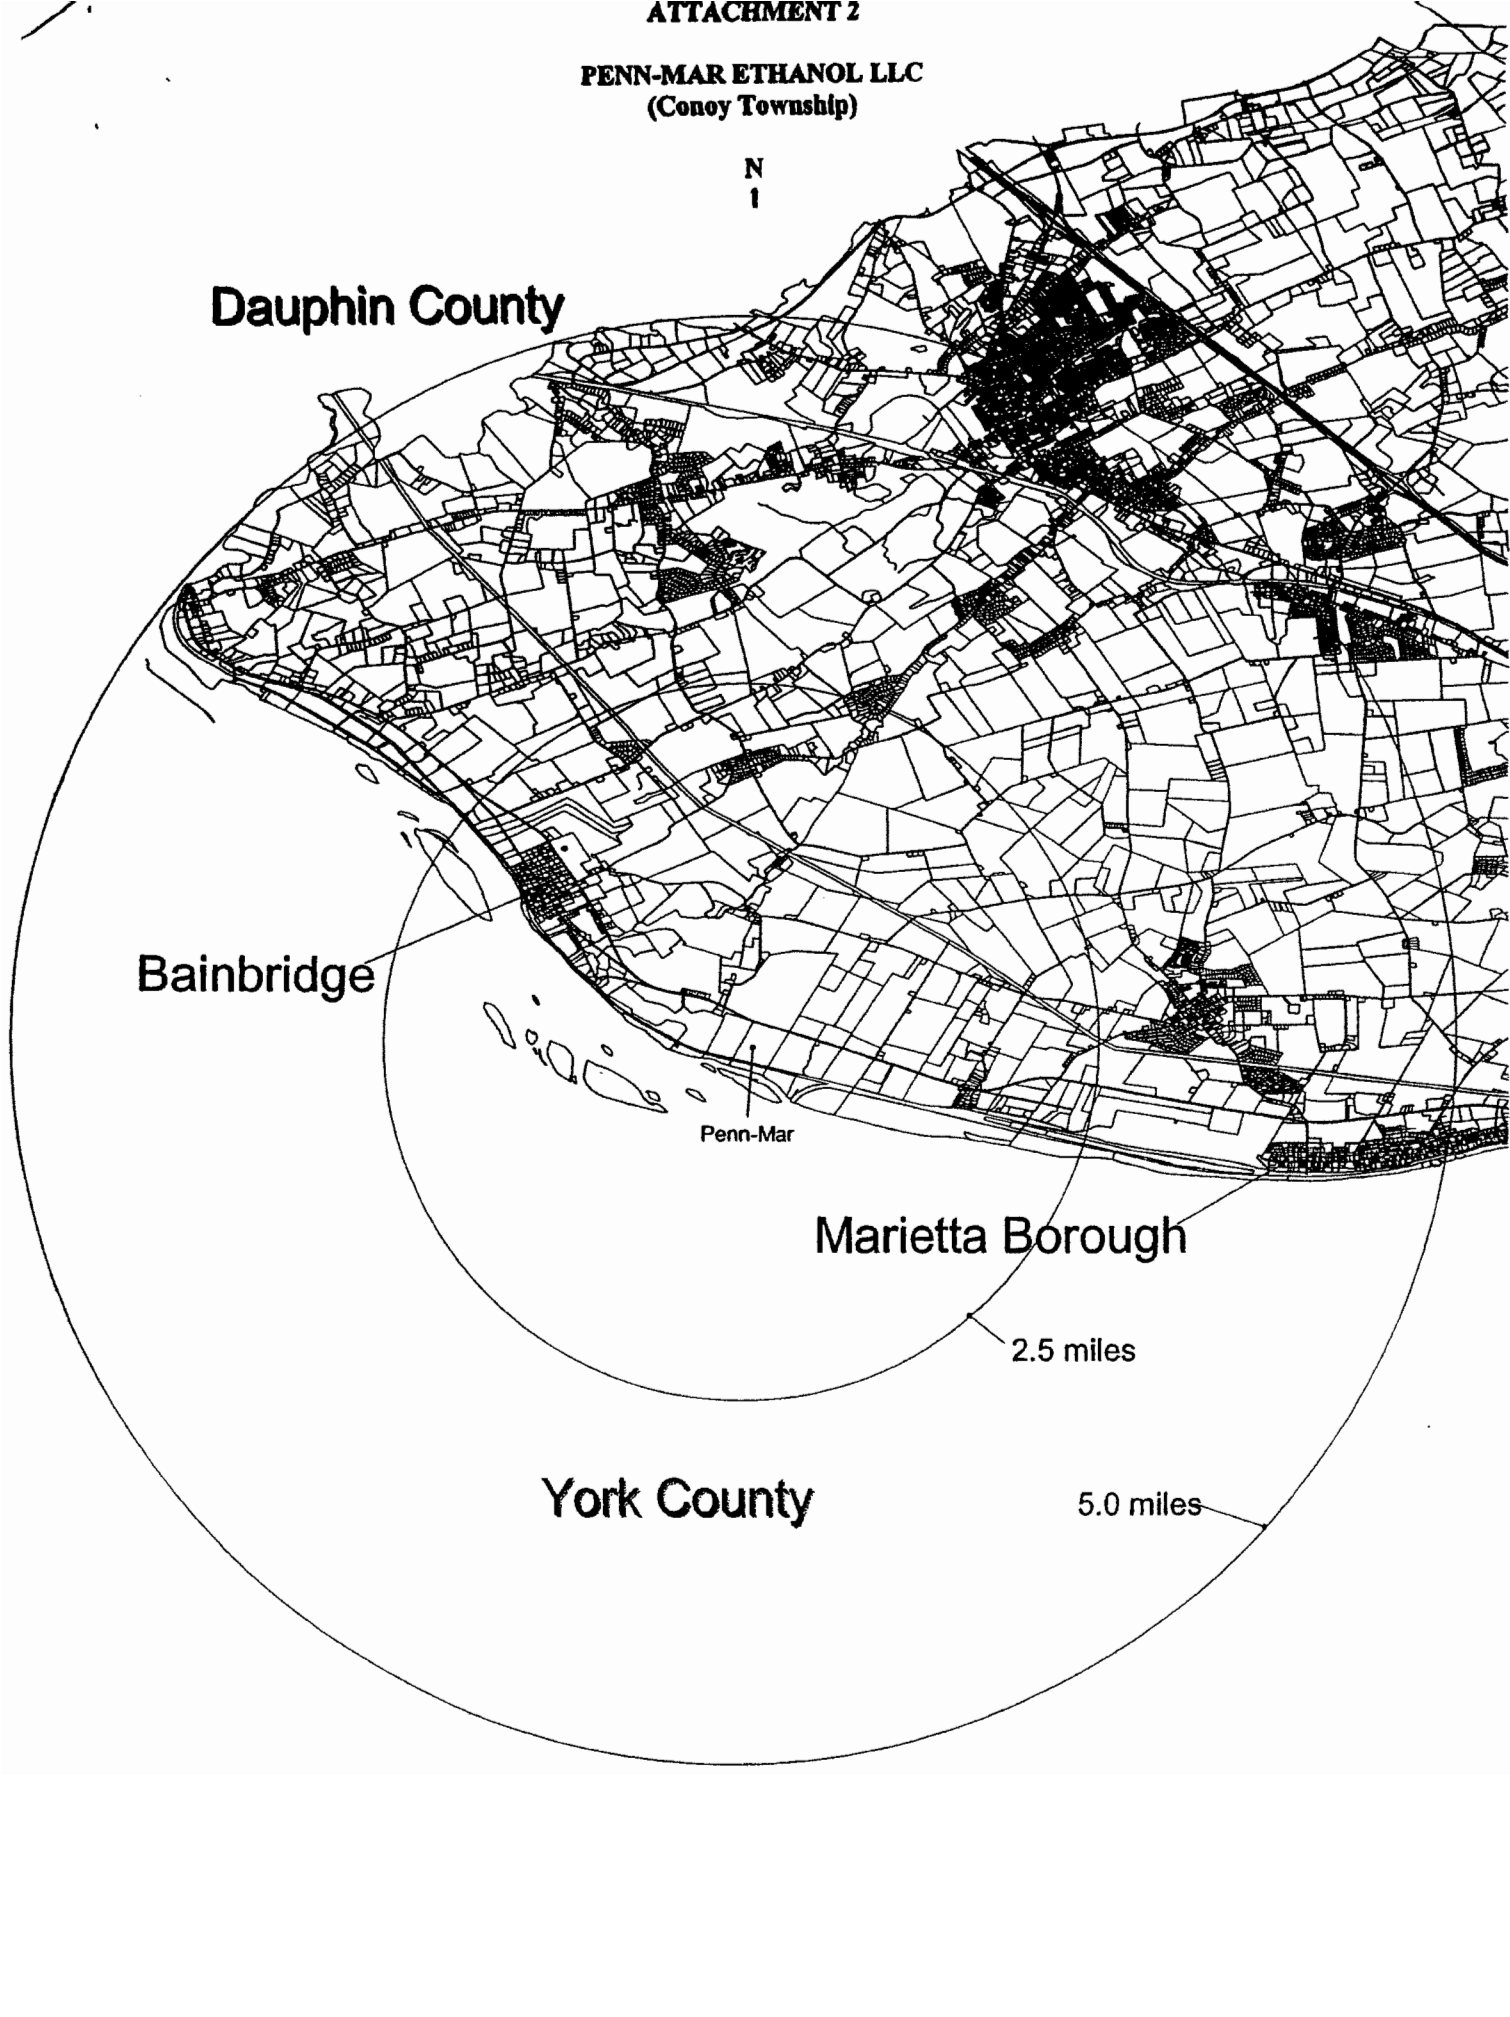 ATTACHMENT 2
PENN-MAR ETHANOL LLC
(Conoy Township)
N
Dauphin County
Bainbridge
Penn-Mar
Marietta Borough
2.5 miles
York County
5.0 miles